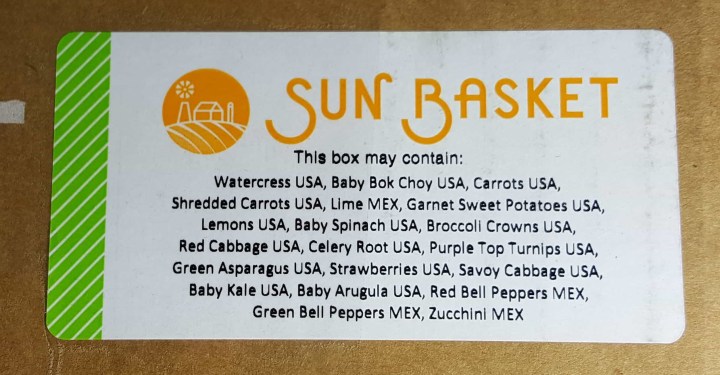 SUN BASKET
This box may contain:
Watercress USA, Baby Bok Choy USA, Carrots USA,
Shredded Carrots USA, Lime MEX, Garnet Sweet Potatoes USA,
Lemons USA, Baby Spinach USA, Broccoli Crowns USA,
Red Cabbage USA, Celery Root USA, Purple Top Turnips USA,
Green Asparagus USA, Strawberries USA, Savoy Cabbage USA,
Baby Kale USA, Baby Arugula USA, Red Bell Peppers MEX,
Green Bell Peppers MEX, Zucchini MEX